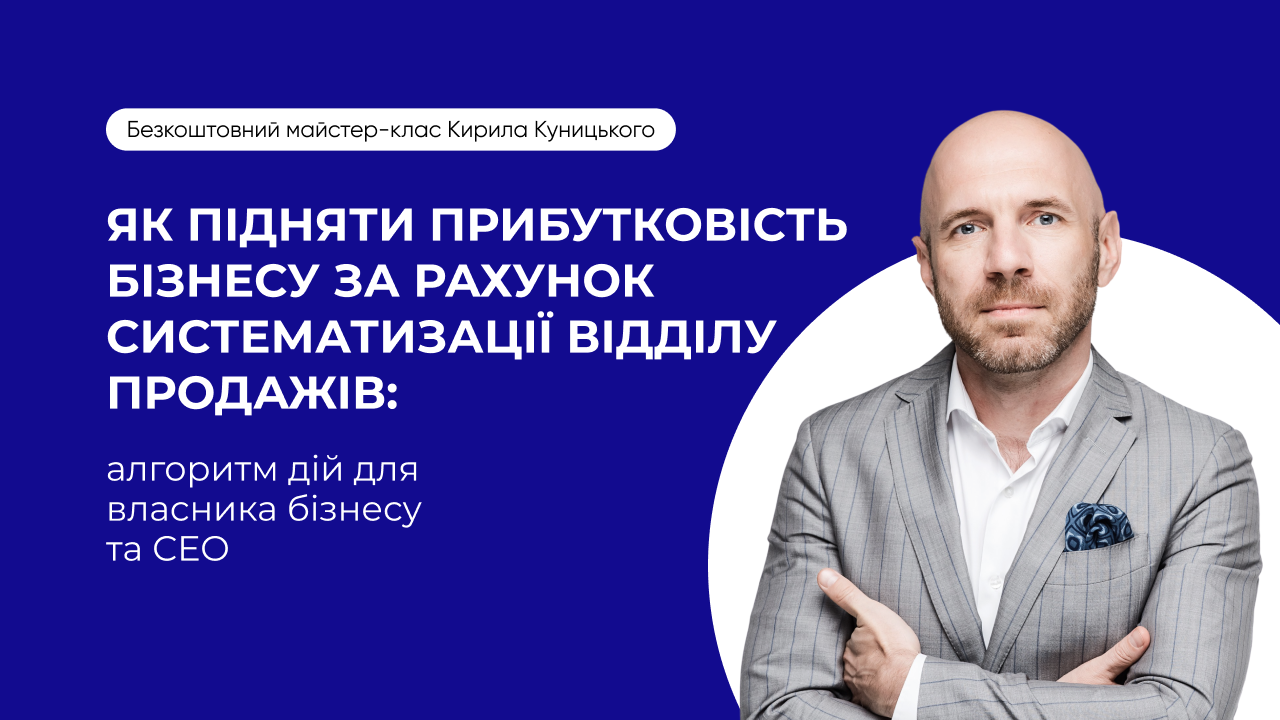 Безкоштовний майстер-клас Кирила Куницького
ЯК ПІДНЯТИ ПРИБУТКОВІСТЬ
БІЗНЕСУ ЗА РАХУНОК
СИСТЕМАТИЗАЦІЇ ВІДДІЛУ
ПРОДАЖІВ:
алгоритм дій для
власника бізнесу
та СЕО